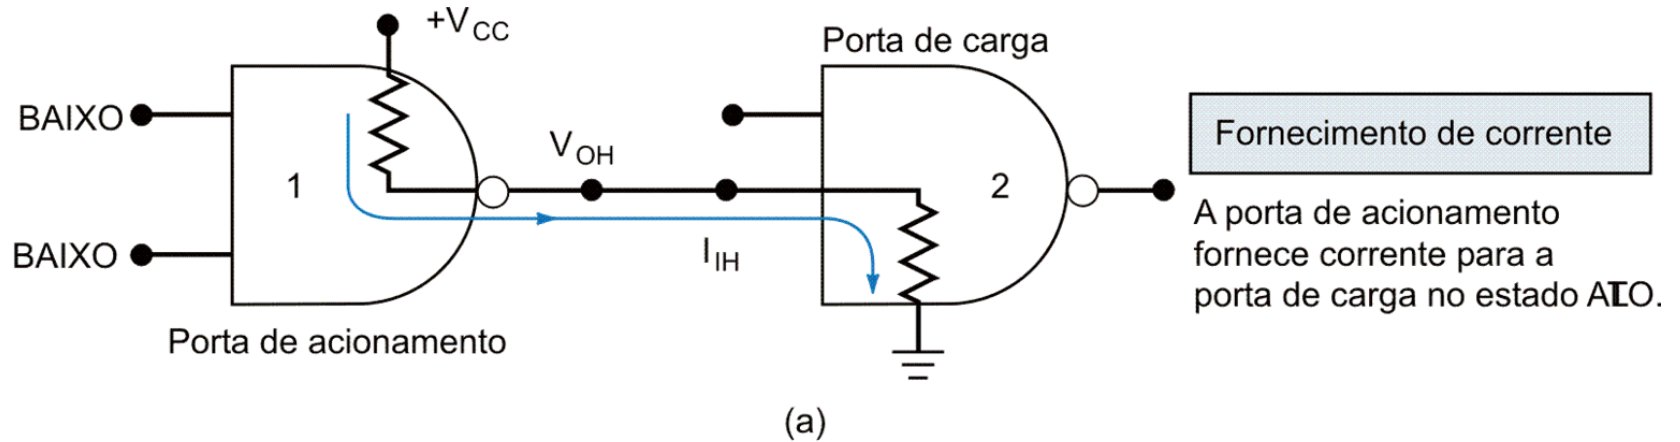 +VCC
Porta de carga
BAIXO
1
VOH
2
Fornecimento de corrente
BAIXO
IIH
A porta de acionamento
fornece corrente para a
porta de carga no estado ALTO.
Porta de acionamento
(a)